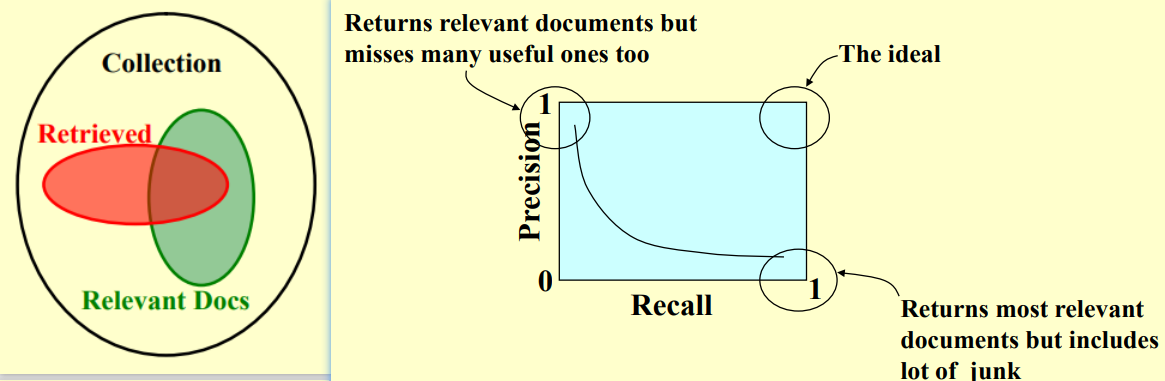 Collection
Retrieved
Relevant Docs
Returns relevant documents but
misses many useful ones too
The ideal
1
Precision
0
1
Recall
Returns most relevant
documents but includes
lot of junk